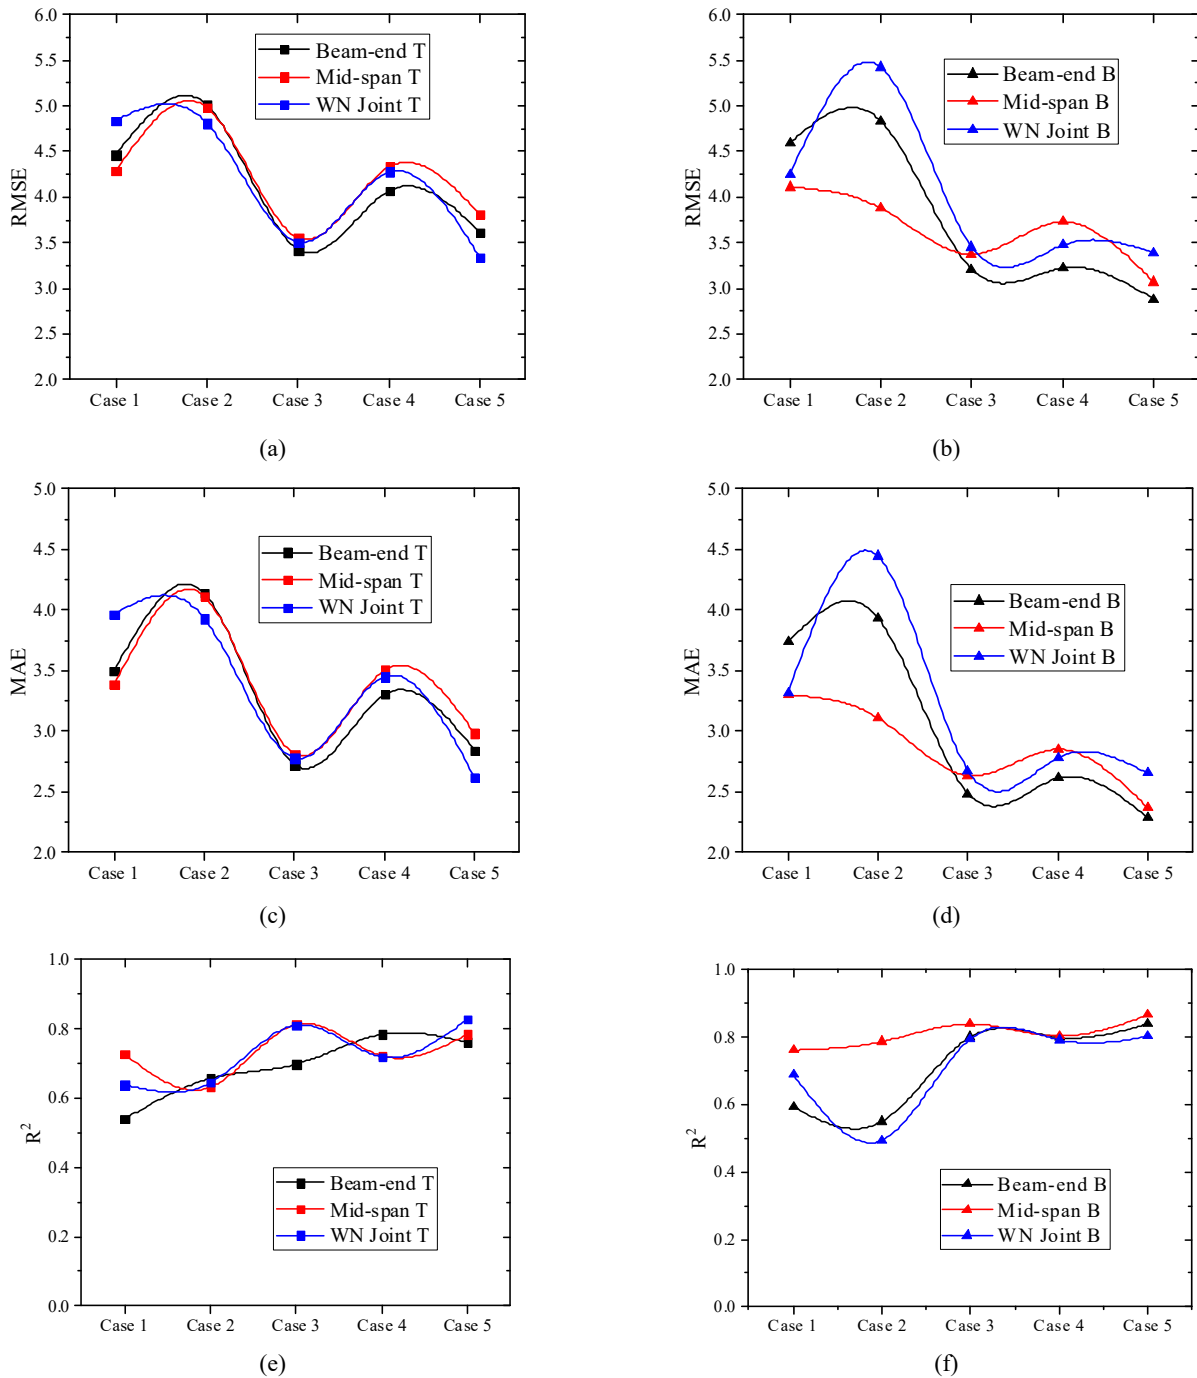 6.0
5.5
5.0
4.5
4.0
3.5
3.0
2.5
2.0
RMSE
Beam-end T
Mid-span T
WN Joint T
Case 1 Case 2 Case 3 Case 4 Case 5
(a)
6.0
5.5
5.0
4.5
4.0
3.5
3.0
2.5
2.0
RMSE
Beam-end B
Mid-span B
WN Joint B
Case 1 Case 2 Case 3 Case 4 Case 5
(b)
5.0
4.5
4.0
3.5
3.0
2.5
2.0
MAE
Beam-end T
Mid-span T
WN Joint T
Case 1 Case 2 Case 3 Case 4 Case 5
(c)
5.0
4.5
4.0
3.5
3.0
2.5
2.0
MAE
Beam-end B
Mid-span B
WN Joint B
Case 1 Case 2 Case 3 Case 4 Case 5
(d)
1.0
0.8
0.6
0.4
0.2
0.0
R²
Beam-end T
Mid-span T
WN Joint T
Case 1 Case 2 Case 3 Case 4 Case 5
(e)
1.0
0.8
0.6
0.4
0.2
0.0
R²
Beam-end B
Mid-span B
WN Joint B
Case 1 Case 2 Case 3 Case 4 Case 5
(f)